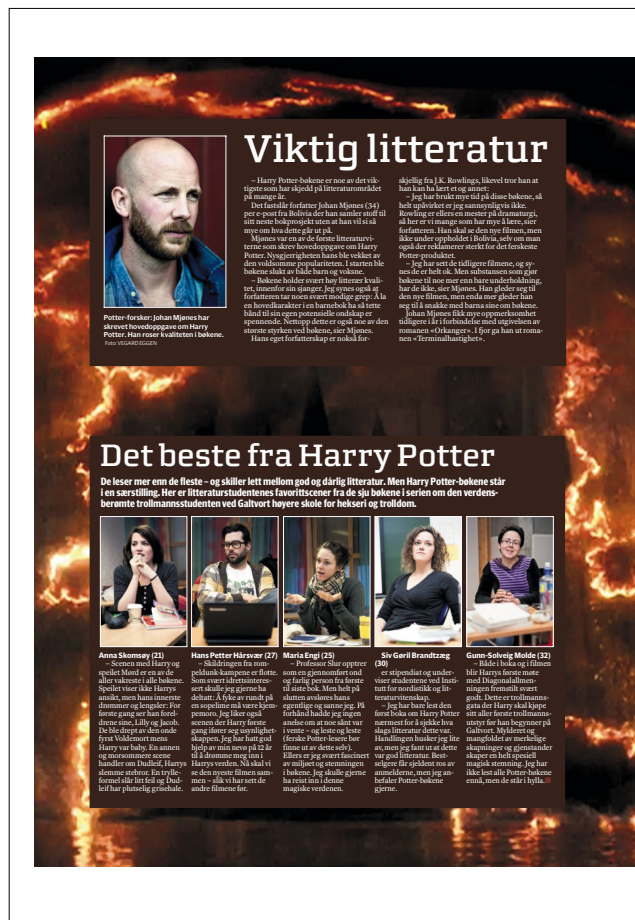 Viktig litteratur
– Harry Potter-bøkene er noe av det vik-
tigste som har skjedd på litteraturområdet
på mange år.
Det fastslår forfatter Johan Mjønes (34)
per e-post fra Bolivia der han samler stoff til
sitt neste bokprosjekt uten at han vil si så
mye om hva dette går ut på.
Mjønes var en av de første litteraturvi-
terne som skrev hovedoppgave om Harry
Potter. Nysgjerrigheten hans ble vekket av
den voldsomme populariteten. I starten ble
bøkene slukt av både barn og voksne.
– Bøkene holder svært høy litterær kvali-
tet, innenfor sin sjanger. Jeg synes også at
forfatteren tar noen svært modige grep: Å la
en hovedkarakter i en barnebok ha så tette
bånd til sin egen potensielle ondskap er
spennende. Nettopp dette er også noe av den
største styrken ved bøkene, sier Mjønes.
Hans eget forfatterskap er nokså for-
skjellig fra J.K. Rowlings, likevel tror han at
han kan ha lært et og annet:
– Jeg har brukt mye tid på disse bøkene, så
helt upåvirket er jeg sannsynligvis ikke.
Rowling er ellers en mester på dramaturgi,
så her er vi mange som har mye å lære, sier
forfatteren. Han skal se den nye filmen, men
ikke under oppholdet i Bolivia, selv om man
også der reklamerer sterkt for det ferskeste
Potter-produktet.
– Jeg har sett de tidligere filmene, og sy-
nes de er helt ok. Men substansen som gjør
bøkene til noe mer enn bare underholdning,
har de ikke, sier Mjønes. Han gleder seg til
den nye filmen, men enda mer gleder han
seg til å snakke med barna sine om bøkene.
Johan Mjønes fikk mye oppmerksomhet
tidligere i år i forbindelse med utgivelsen av
romanen «Orkanger». I fjor ga han ut roma-
nen «Terminalhastighet».
Potter-forsker: Johan Mjønes har
skrevet hovedoppgave om Harry
Potter. Han roser kvaliteten i bøkene.
Foto: VEGARD EGGEN
Det beste fra Harry Potter
De leser mer enn de fleste – og skiller lett mellom god og dårlig litteratur. Men Harry Potter-bøkene står
i en særstilling. Her er litteraturstudentenes favorittscener fra de sju bøkene i serien om den verdens-
berømte trollmannsstudenten ved Galtvort høyere skole for hekseri og trolldom.
Anna Skomsøy (21)
– Scenen med Harry og
speilet Mørd er en av de
aller vakreste i alle bøkene.
Speilet viser ikke Harrys
ansikt, men hans innerste
drømmer og lengsler: For
første gang ser han forel-
drene sine, Lilly og Jacob.
De ble drept av den onde
fyrst Voldemort mens
Harry var baby. En annen
og morsommere scene
handler om Dudleif, Harrys
slemme stebror. En trylle-
formel slår litt feil og Dud-
leif har plutselig grisehale.
Hans Petter Hårsvær (27)
– Skildringen fra rom-
peldunk-kampene er flotte.
Som svært idrettsinteres-
sert skulle jeg gjerne ha
deltatt: Å fyke av rundt på
en sopelime må være kjem-
pemoro. Jeg liker også
scenen der Harry første
gang ifører seg usynlighet-
skappen. Jeg har hatt god
hjelp av min nevø på 12 år
til å drømme meg inn i
Harrys verden. Nå skal vi
se den nyeste filmen sam-
men – slik vi har sett de
andre filmene før.
Maria Engi (25)
– Professor Slur opptrer
som en gjennomført ond
og farlig person fra første
til siste bok. Men helt på
slutten avsløres hans
egentlige og sanne jeg. På
forhånd hadde jeg ingen
anelse om at noe sånt var
i vente – og leste og leste
(ferske Potter-lesere bør
finne ut av dette selv).
Ellers er jeg svært fascinert
av miljøet og stemningen
i bøkene. Jeg skulle gjerne
ha reist inn i denne
magiske verdenen.
Siv Gøril Brandtzæg
(30)
er stipendiat og under-
viser studentene ved Insti-
tutt for nordistikk og lit-
teraturvitenskap.
– Jeg har bare lest den
første boka om Harry Potter
nærmest for å sjekke hva
slags litteratur dette var.
Handlingen husker jeg lite
av, men jeg fant ut at dette
var god litteratur. Best-
selgere får sjeldent ros av
anmelderne, men jeg an-
befaler Potter-bøkene
gjerne.
Gunn-Solveig Molde (32)
– Både i boka og i filmen
blir Harrys første møte
med Diagonalallmen-
ningen fremstilt svært
godt. Dette er trollmanns-
gata der Harry skal kjøpe
sitt aller første trollmanns-
utstyr før han begynner på
Galtvort. Mylderet og
mangfoldet av merkelige
skapninger og gjenstander
skaper en helt spesiell
magisk stemning. Jeg har
ikke lest alle Potter-bøkene
ennå, men de står i hylla.